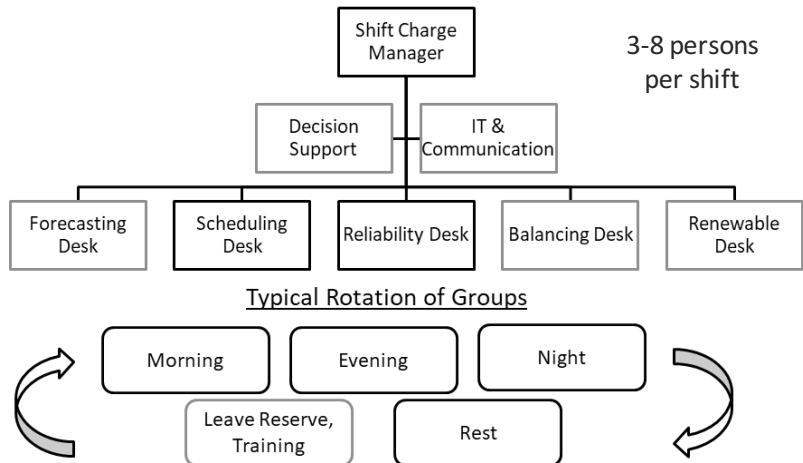 Shift Charge
Manager
3-8 persons
per shift
Decision
Support
IT &
Communication
Forecasting
Desk
Scheduling
Desk
Reliability Desk
Balancing Desk
Renewable
Desk
Typical Rotation of Groups
Morning
Evening
Night
Leave Reserve,
Training
Rest